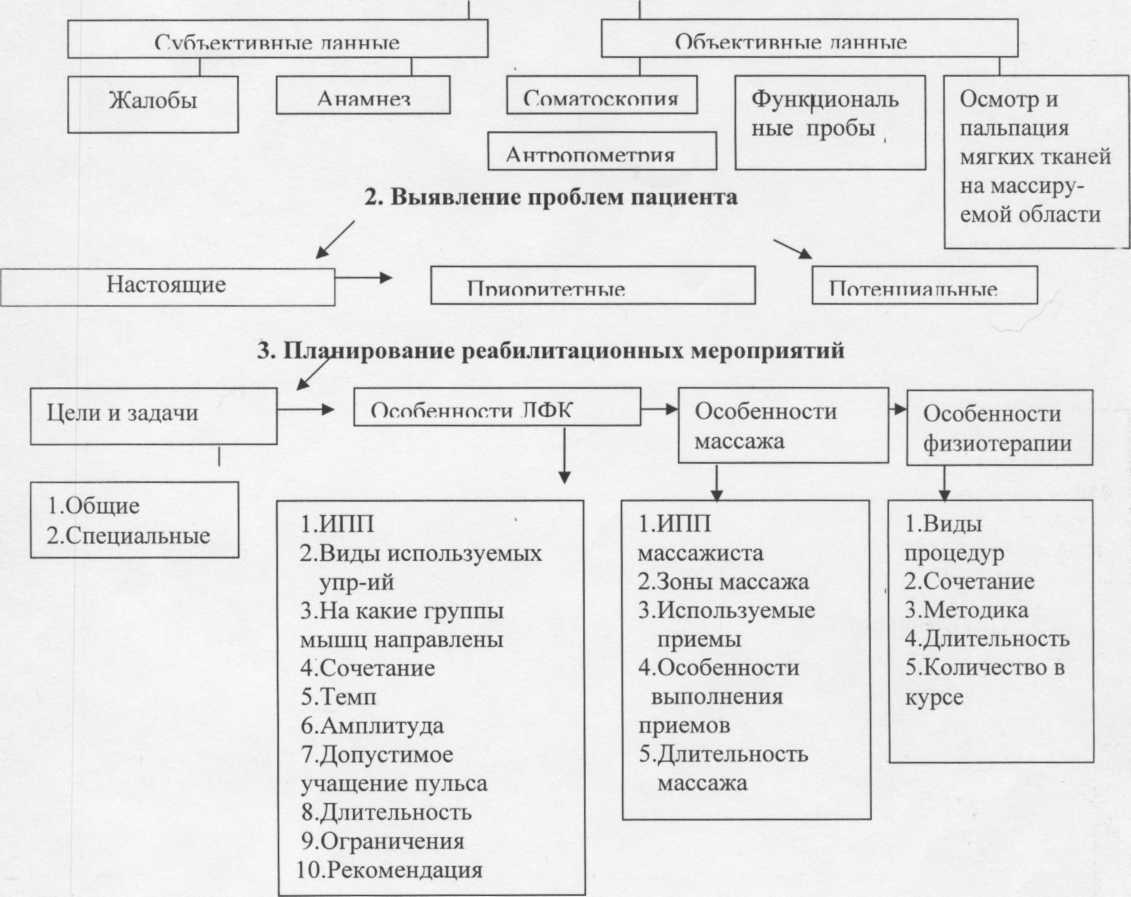 Субъективные данные
Объективные данные
Жалобы
Анамнез
Соматоскопия
Антропометрия
Функциональ
ные пробы
Осмотр и
пальпация
мягких тканей
на массиру-
емой области
2. Выявление проблем пациента
Настоящие
Приоритетные
Потенциальные
3. Планирование реабилитационных мероприятий
Цели и задачи
Особенности ЛФК
Особенности
массажа
Особенности
физиотерапии
1.Общие
2.Специальные
1.ИПП
2.Виды используемых
упр-ий
3.На какие группы
мышц направлены
4.Сочетание
5.Темп
6.Амплитуда
7.Допустимое
учащение пульса
8.Длительность
9.Ограничения
10.Рекомендация
1.ИПП
массажиста
2.Зоны массажа
3.Используемые
приемы
4.Особенности
выполнения
приемов
5.Длительность
массажа
1.Виды
процедур
2.Сочетание
3.Методика
4.Длительность
5.Количество в
курсе